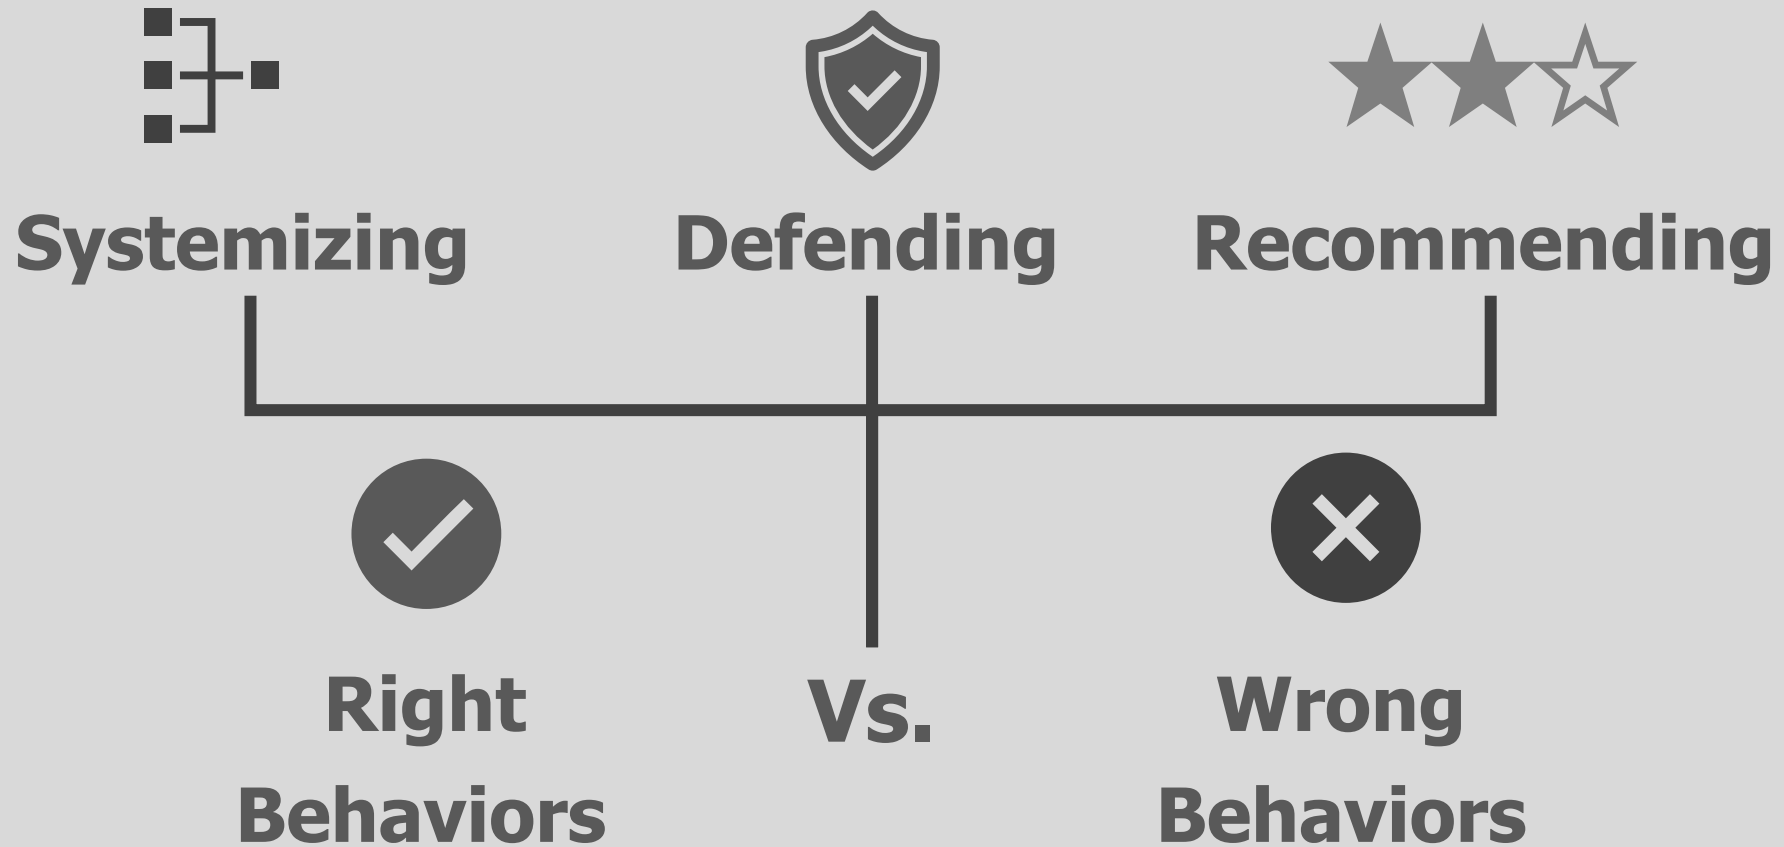 Systemizing Defending Recommending
Right Vs. Wrong
Behaviors Behaviors